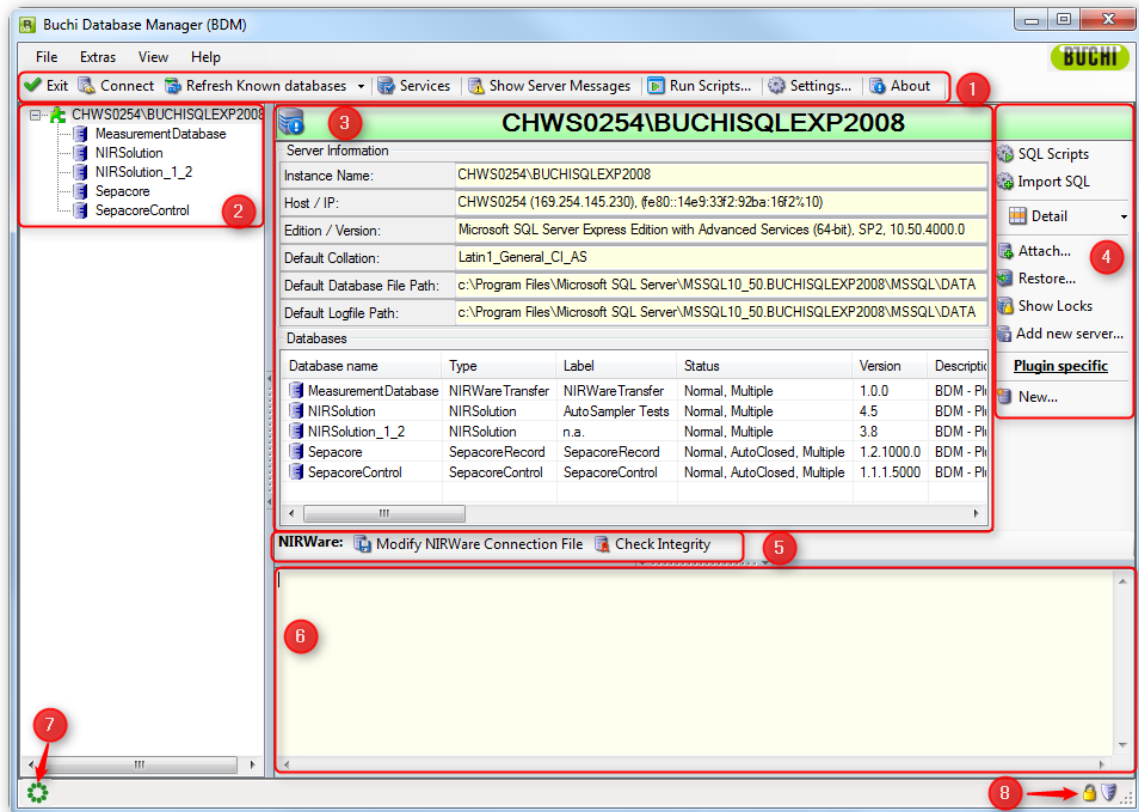 Buchi Database Manager (BDM)
File Extras View Help
BUCHI
Exit Connect Refresh Known databases Services Show Server Messages Run Scripts... Settings... About
1
CHWS0254\BUCHISQLEXP2008
MeasurementDatabase
NIRSolution
NIRSolution_1_2
Sepacore
SepacoreControl
2
3
CHWS0254\BUCHISQLEXP2008
Server Information
Instance Name: CHWS0254\BUCHISQLEXP2008
Host / IP: CHWS0254 (169.254.145.230), (fe80::14e9:33f2:92ba:16f2%10)
Edition / Version: Microsoft SQL Server Express Edition with Advanced Services (64-bit), SP2, 10.50.4000.0
Default Collation: Latin1_General_CI_AS
Default Database File Path: c:\Program Files\Microsoft SQL Server\MSSQL10_50.BUCHISQLEXP2008\MSSQL\DATA
Default Logfile Path: c:\Program Files\Microsoft SQL Server\MSSQL10_50.BUCHISQLEXP2008\MSSQL\DATA
Databases
Database name Type Label Status Version Descriptic
MeasurementDatabase NIRWareTransfer NIRWareTransfer Normal, Multiple 1.0.0 BDM - Plu
NIRSolution NIRSolution AutoSampler Tests Normal, Multiple 4.5 BDM - Plu
NIRSolution_1_2 NIRSolution n.a. Normal, Multiple 3.8 BDM - Plu
Sepacore SepacoreRecord SepacoreRecord Normal, AutoClosed, Multiple 1.2.1000.0 BDM - Plu
SepacoreControl SepacoreControl SepacoreControl Normal, AutoClosed, Multiple 1.1.1.5000 BDM - Plu
SQL Scripts
Import SQL
Detail
Attach...
4
Restore...
Show Locks
Add new server...
Plugin specific
New...
NIRWare: Modify NIRWare Connection File Check Integrity
5
6
7
8